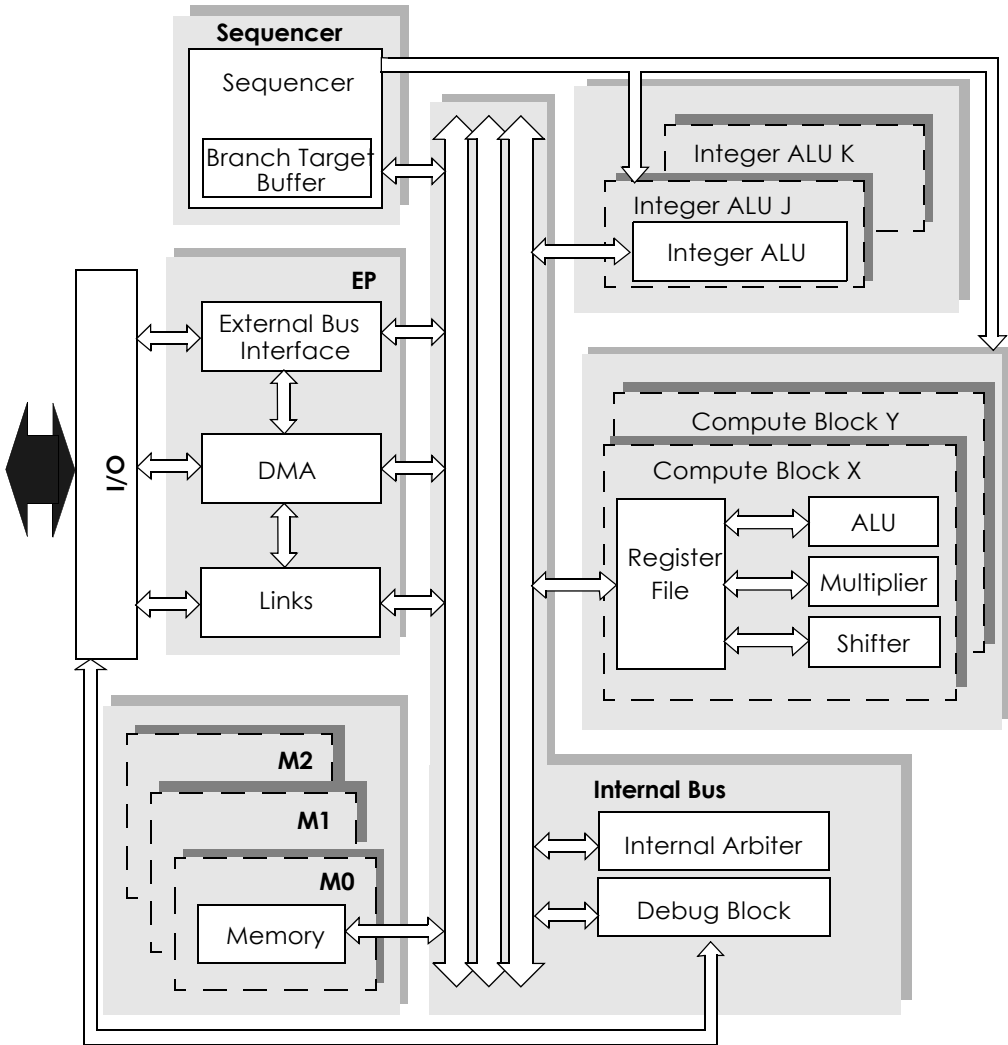 Sequencer
Sequencer
Branch Target
Buffer
Integer ALU K
Integer ALU J
Integer ALU
EP
External Bus
Interface
DMA
Links
I/O
Compute Block Y
Compute Block X
Register
File
ALU
Multiplier
Shifter
M2
M1
M0
Memory
Internal Bus
Internal Arbiter
Debug Block